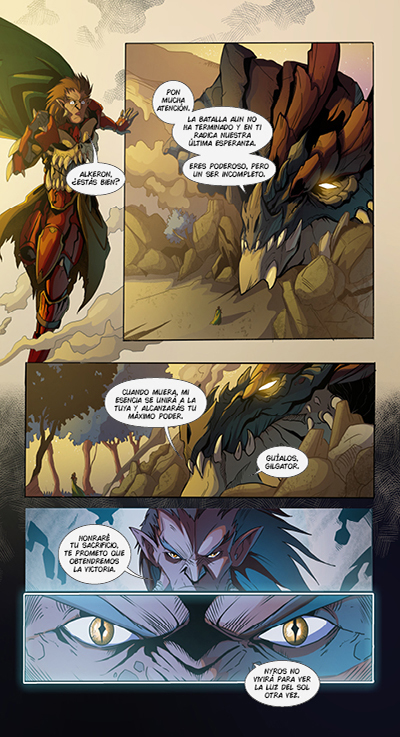 ALKERON,
¿ESTÁS BIEN?
PON
MUCHA
ATENCIÓN.
LA BATALLA AUN NO
HA TERMINADO Y EN TI
RADICA NUESTRA
ÚLTIMA ESPERANZA.
ERES PODEROSO, PERO
UN SER INCOMPLETO.
CUANDO MUERA, MI
ESENCIA SE UNIRÁ A LA
TUYA Y ALCANZARÁS TU
MÁXIMO PODER.
GUÍALOS,
GILGATOR.
HONRARÉ
TU SACRIFICIO,
TE PROMETO QUE
OBTENDREMOS
LA VICTORIA.
NYROS NO
VIVIRÁ PARA VER
LA LUZ DEL SOL
OTRA VEZ.